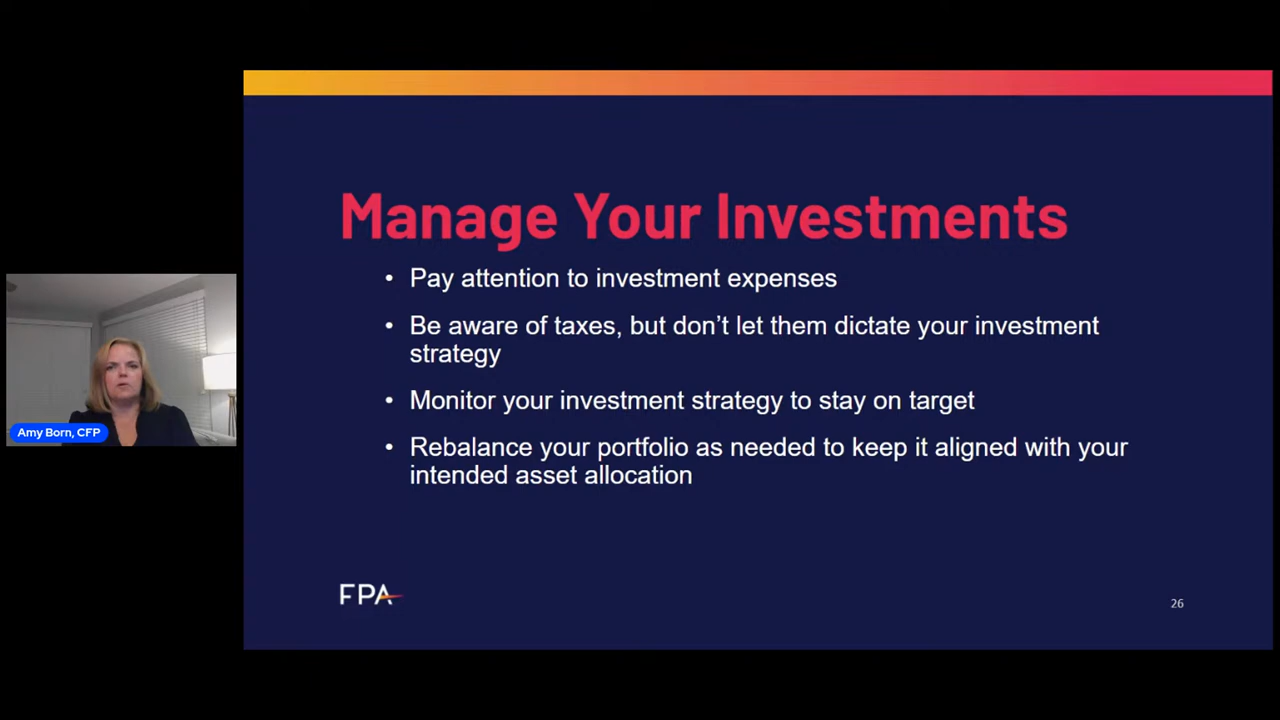 Manage Your Investments
• Pay attention to investment expenses
• Be aware of taxes, but don’t let them dictate your investment
strategy
• Monitor your investment strategy to stay on target
• Rebalance your portfolio as needed to keep it aligned with your
intended asset allocation
Amy Born, CFP
FPA
26